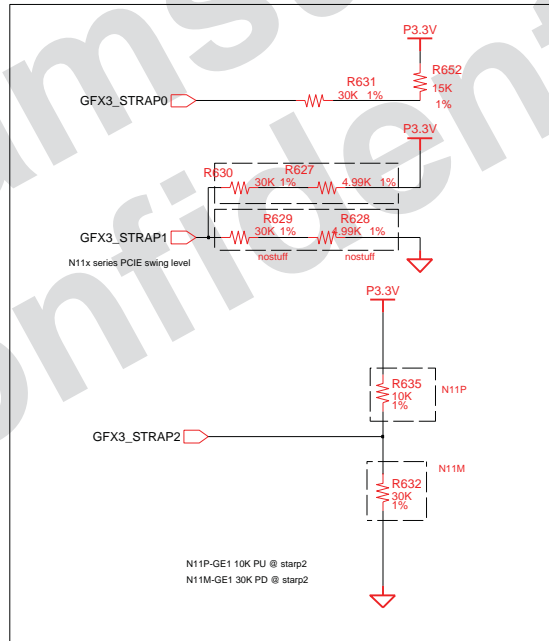 P3.3V
R652
15K
1%
R631
30K 1%
GFX3_STRAP0
P3.3V
R630
R627
30K 1%
4.99K 1%
R629
R628
30K 1%
4.99K 1%
GFX3_STRAP1
nostuff
nostuff
N11x series PCIE swing level
P3.3V
R635
10K
1%
N11P
GFX3_STRAP2
N11M
R632
30K
1%
N11P-GE1 10K PU @ starp2
N11M-GE1 30K PD @ starp2